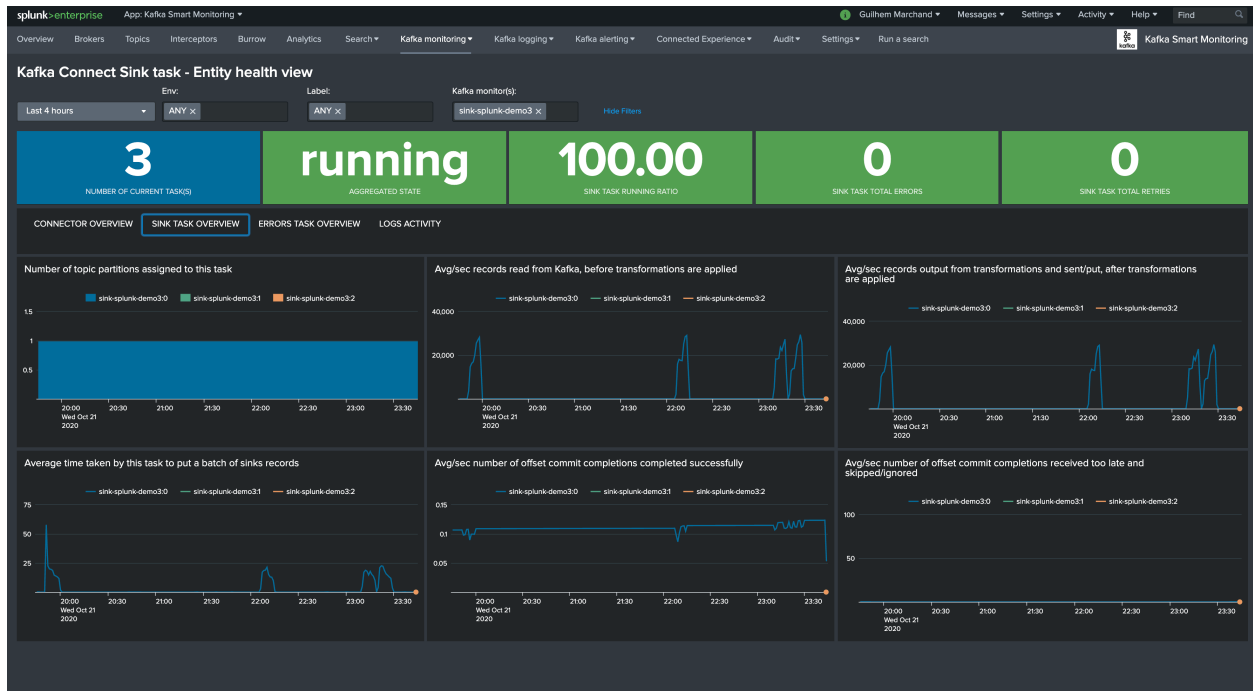 splunk>enterprise App: Kafka Smart Monitoring i Guilhem Marchand Messages Settings Activity Help Find
Overview Brokers Topics Interceptors Burrow Analytics Search Kafka monitoring Kafka logging Kafka alerting Connected Experience Audit Settings Run a search kafka Kafka Smart Monitoring
Kafka Connect Sink task - Entity health view
Env: Label: Kafka monitor(s):
Last 4 hours ANY × ANY × sink-splunk-demo3 × Hide Filters
3 running 100.00 0 0
NUMBER OF CURRENT TASK(S) AGGREGATED STATE SINK TASK RUNNING RATIO SINK TASK TOTAL ERRORS SINK TASK TOTAL RETRIES
CONNECTOR OVERVIEW SINK TASK OVERVIEW ERRORS TASK OVERVIEW LOGS ACTIVITY
Number of topic partitions assigned to this task
sink-splunk-demo3:0 sink-splunk-demo3:1 sink-splunk-demo3:2
1.5
1
0.5
20:00 20:30 21:00 21:30 22:00 22:30 23:00 23:30
Wed Oct 21
2020
Avg/sec records read from Kafka, before transformations are applied
sink-splunk-demo3:0 sink-splunk-demo3:1 sink-splunk-demo3:2
40,000
20,000
20:00 20:30 21:00 21:30 22:00 22:30 23:00 23:30
Wed Oct 21
2020
Avg/sec records output from transformations and sent/put, after transformations
are applied
sink-splunk-demo3:0 sink-splunk-demo3:1 sink-splunk-demo3:2
40,000
20,000
20:00 20:30 21:00 21:30 22:00 22:30 23:00 23:30
Wed Oct 21
2020
Average time taken by this task to put a batch of sinks records
sink-splunk-demo3:0 sink-splunk-demo3:1 sink-splunk-demo3:2
75
50
25
20:00 20:30 21:00 21:30 22:00 22:30 23:00 23:30
Wed Oct 21
2020
Avg/sec number of offset commit completions completed successfully
sink-splunk-demo3:0 sink-splunk-demo3:1 sink-splunk-demo3:2
0.15
0.1
0.05
20:00 20:30 21:00 21:30 22:00 22:30 23:00 23:30
Wed Oct 21
2020
Avg/sec number of offset commit completions received too late and
skipped/ignored
sink-splunk-demo3:0 sink-splunk-demo3:1 sink-splunk-demo3:2
100
50
20:00 20:30 21:00 21:30 22:00 22:30 23:00 23:30
Wed Oct 21
2020